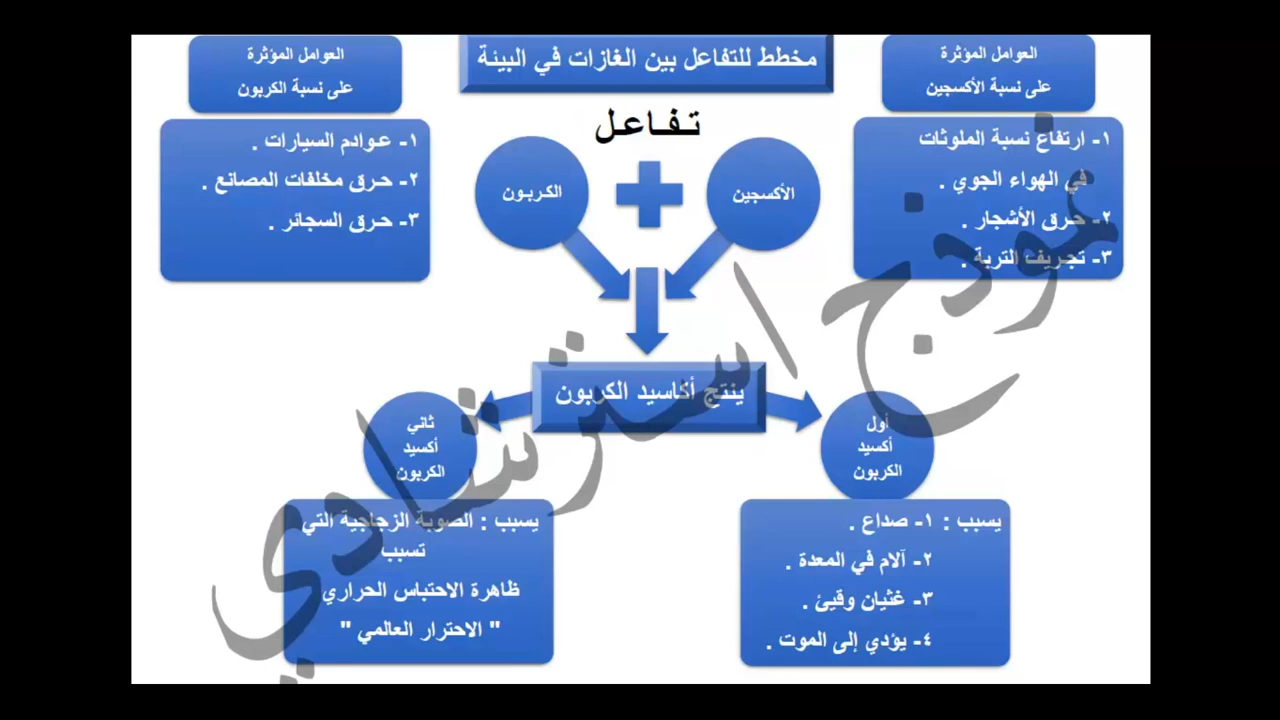 مخطط للتفاعل بين الغازات في البيئة
العوامل المؤثرة
على نسبة الأكسجين
١- ارتفاع نسبة الملوثات
في الهواء الجوي .
٢- حرق الأشجار .
٣- تجريف التربة .
العوامل المؤثرة
على نسبة الكربون
١- عوادم السيارات .
٢- حرق مخلفات المصانع .
٣- حرق السجائر .
تفاعل
الأكسجين
الكربون
ينتج أكاسيد الكربون
أول
أكسيد
الكربون
ثاني
أكسيد
الكربون
يسبب : ١- صداع .
٢- آلام في المعدة .
٣- غثيان وقيئ .
٤- يؤدي إلى الموت .
يسبب : الصوبة الزجاجية التي
تسبب
ظاهرة الاحتباس الحراري
" الاحترار العالمي "
نموذج استرشادي